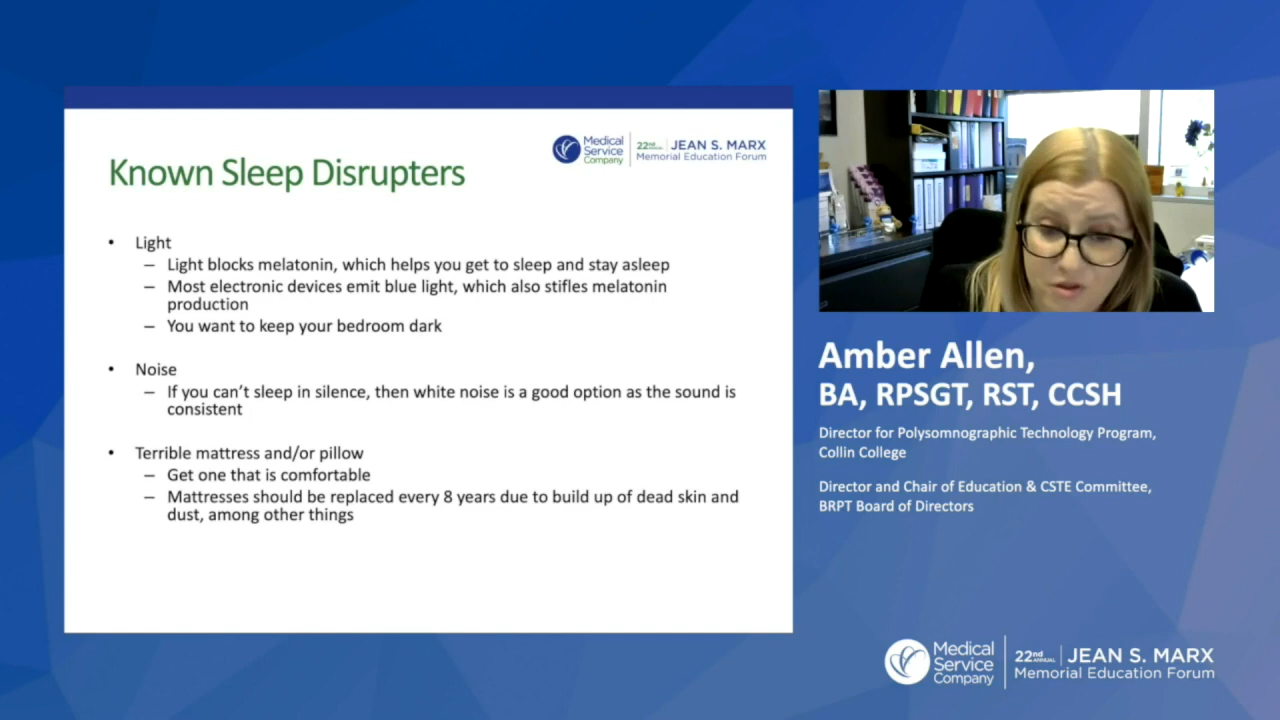 Medical
Service
Company
22nd ANNUAL
JEAN S. MARX
Memorial Education Forum
Known Sleep Disrupters
• Light
– Light blocks melatonin, which helps you get to sleep and stay asleep
– Most electronic devices emit blue light, which also stifles melatonin
production
– You want to keep your bedroom dark
• Noise
– If you can't sleep in silence, then white noise is a good option as the sound is
consistent
• Terrible mattress and/or pillow
– Get one that is comfortable
– Mattresses should be replaced every 8 years due to build up of dead skin and
dust, among other things
Amber Allen,
BA, RPSGT, RST, CCSH
Director for Polysomnographic Technology Program,
Collin College
Director and Chair of Education & CSTE Committee,
BRPT Board of Directors
Medical
Service
Company
22nd ANNUAL
JEAN S. MARX
Memorial Education Forum